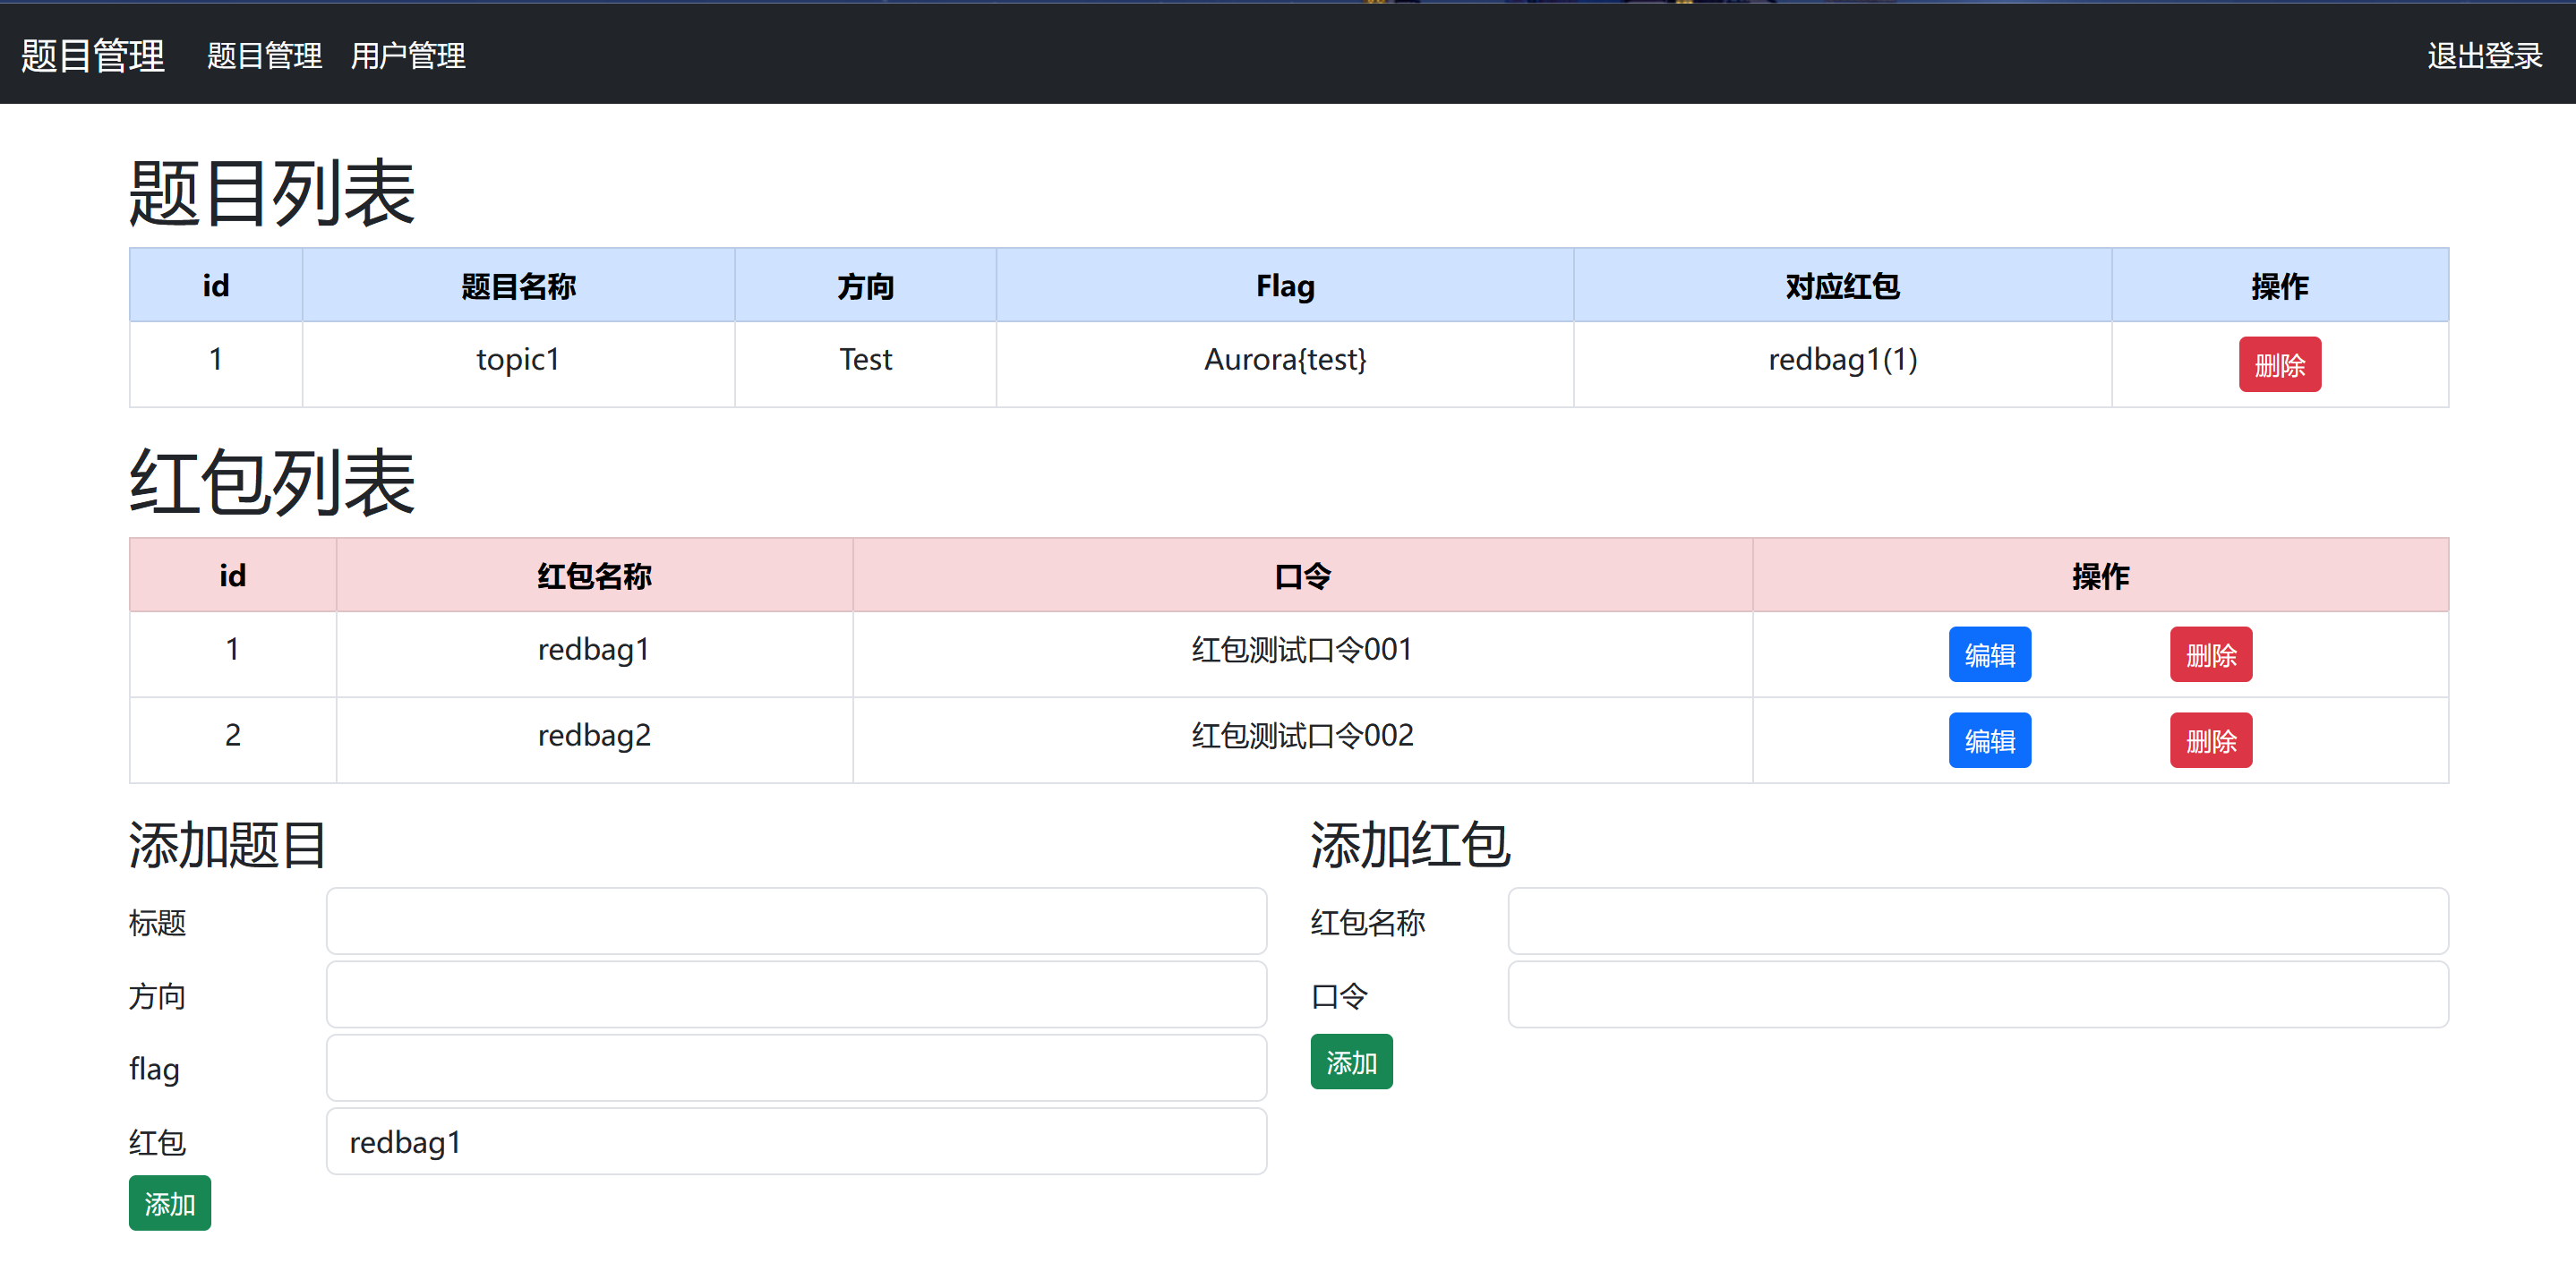 题目管理 题目管理 用户管理 退出登录
题目列表
id 题目名称 方向 Flag 对应红包 操作
1 topic1 Test Aurora{test} redbag1(1) 删除
红包列表
id 红包名称 口令 操作
1 redbag1 红包测试口令001 编辑 删除
2 redbag2 红包测试口令002 编辑 删除
添加题目
标题
方向
flag
红包 redbag1
添加
添加红包
红包名称
口令
添加